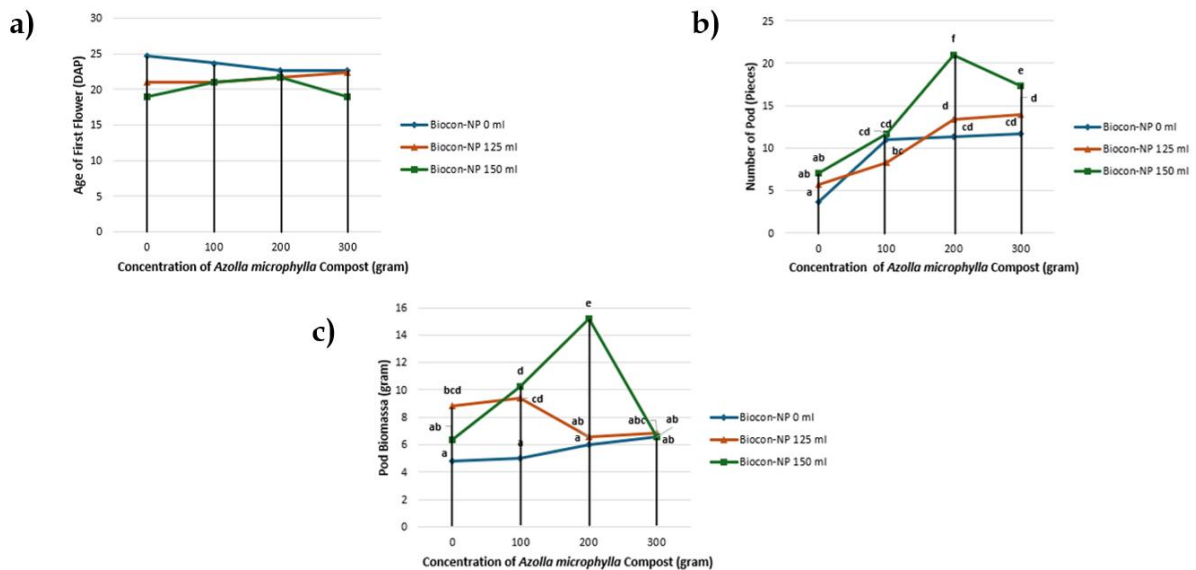 a)
Age of First Flower (DAP)
30
25
20
15
10
5
0
0 100 200 300
Concentration of Azolla microphylla Compost (gram)
Biocon-NP 0 ml
Biocon-NP 125 ml
Biocon-NP 150 ml
b)
Number of Pod (Pieces)
25
20
15
10
5
0
f
e
d
d
cd
cd
cd
cd
bc
ab
ab
a
0 100 200 300
Concentration of Azolla microphylla Compost (gram)
Biocon-NP 0 ml
Biocon-NP 125 ml
Biocon-NP 150 ml
c)
Pod Biomassa (gram)
16
14
12
10
8
6
4
2
0
e
d
bcd
cd
ab
ab
abc
ab
a
a
a
ab
0 100 200 300
Concentration of Azolla microphylla Compost (gram)
Biocon-NP 0 ml
Biocon-NP 125 ml
Biocon-NP 150 ml